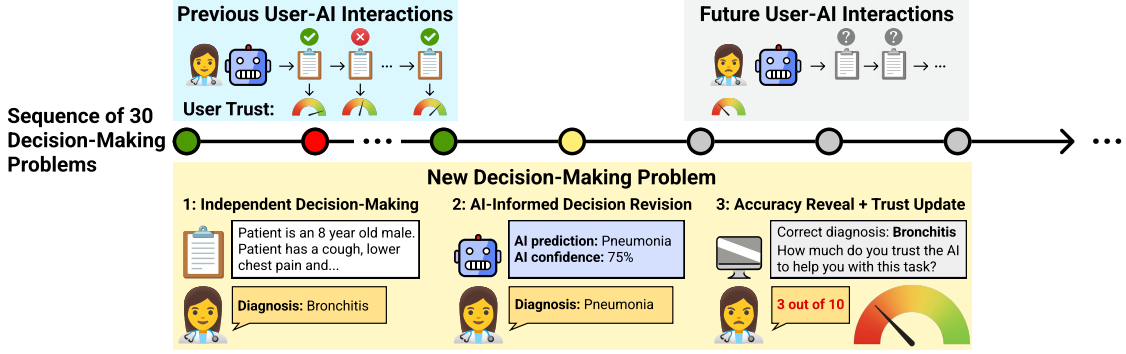 Previous User-AI Interactions
Future User-AI Interactions
? ?
...
...
User Trust:
Sequence of 30
Decision-Making
Problems
...
...
New Decision-Making Problem
1: Independent Decision-Making
Patient is an 8 year old male.
Patient has a cough, lower
chest pain and...
Diagnosis: Bronchitis
2: AI-Informed Decision Revision
AI prediction: Pneumonia
AI confidence: 75%
Diagnosis: Pneumonia
3: Accuracy Reveal + Trust Update
Correct diagnosis: Bronchitis
How much do you trust the AI
to help you with this task?
3 out of 10